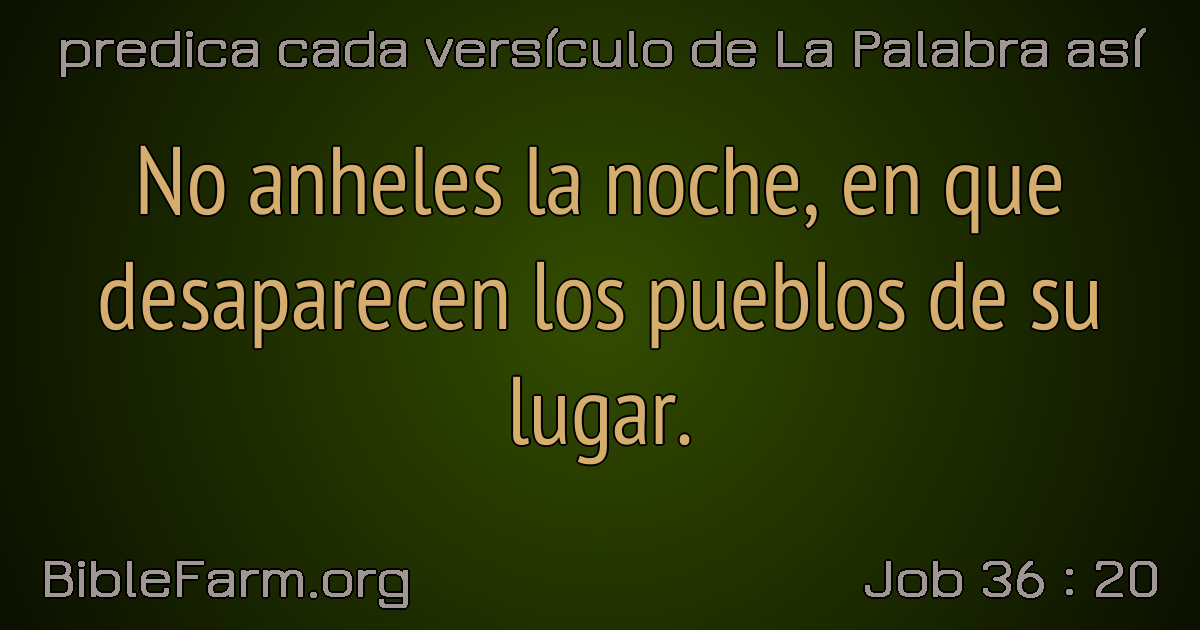 predica cada versículo de La Palabra así
No anheles la noche, en que
desaparecen los pueblos de su
lugar.
BibleFarm.org
Job 36 : 20